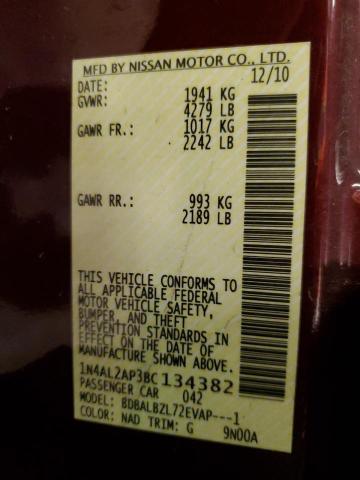 MFD BY NISSAN MOTOR CO., LTD.
DATE: 12/10
GVWR: 1941 KG
4279 LB
GAWR FR.: 1017 KG
2242 LB
GAWR RR.: 993 KG
2189 LB
THIS VEHICLE CONFORMS TO
ALL APPLICABLE FEDERAL
MOTOR VEHICLE SAFETY,
BUMPER, AND THEFT
PREVENTION STANDARDS IN
EFFECT ON THE DATE OF
MANUFACTURE SHOWN ABOVE.
1N4AL2AP3BC134382
PASSENGER CAR 042
MODEL: BDBALBZL72EVAP---1
COLOR: NAD TRIM: G 9N00A